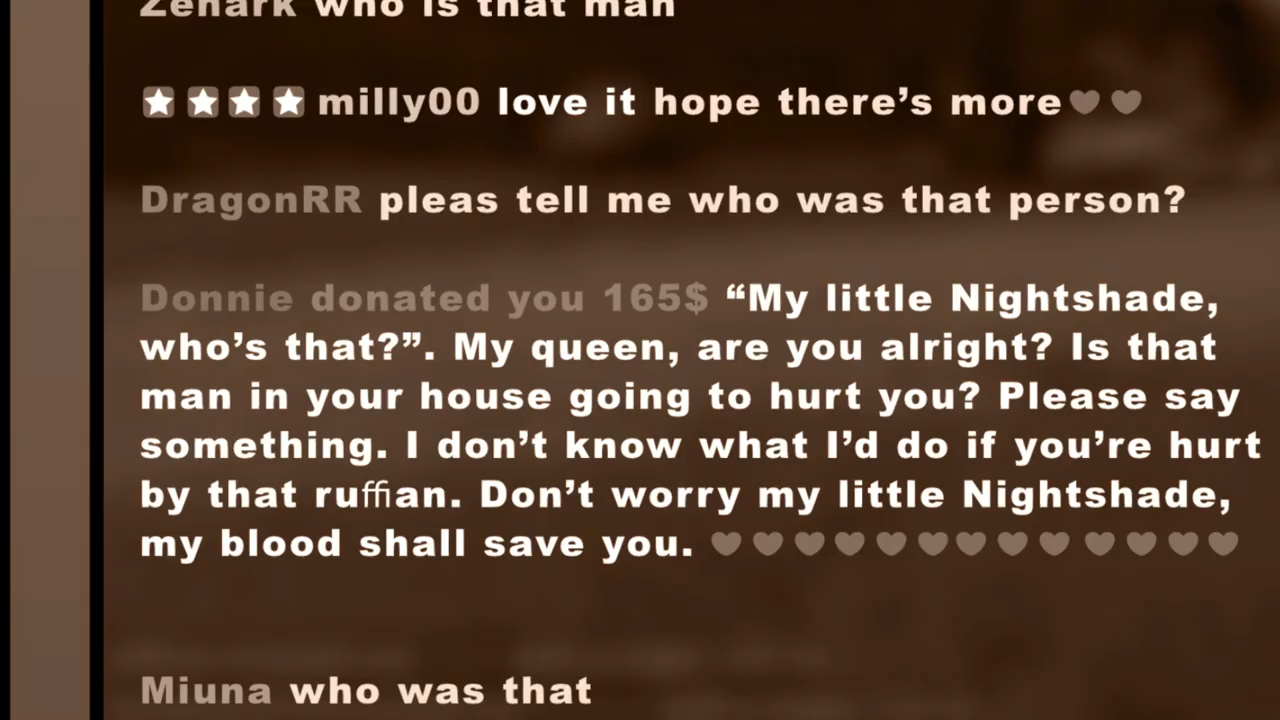 Zenark who is that man
milly00 love it hope there’s more
DragonRR pleas tell me who was that person?
Donnie donated you 165$ “My little Nightshade,
who’s that?”. My queen, are you alright? Is that
man in your house going to hurt you? Please say
something. I don’t know what I’d do if you’re hurt
by that ruffian. Don’t worry my little Nightshade,
my blood shall save you.
Miuna who was that